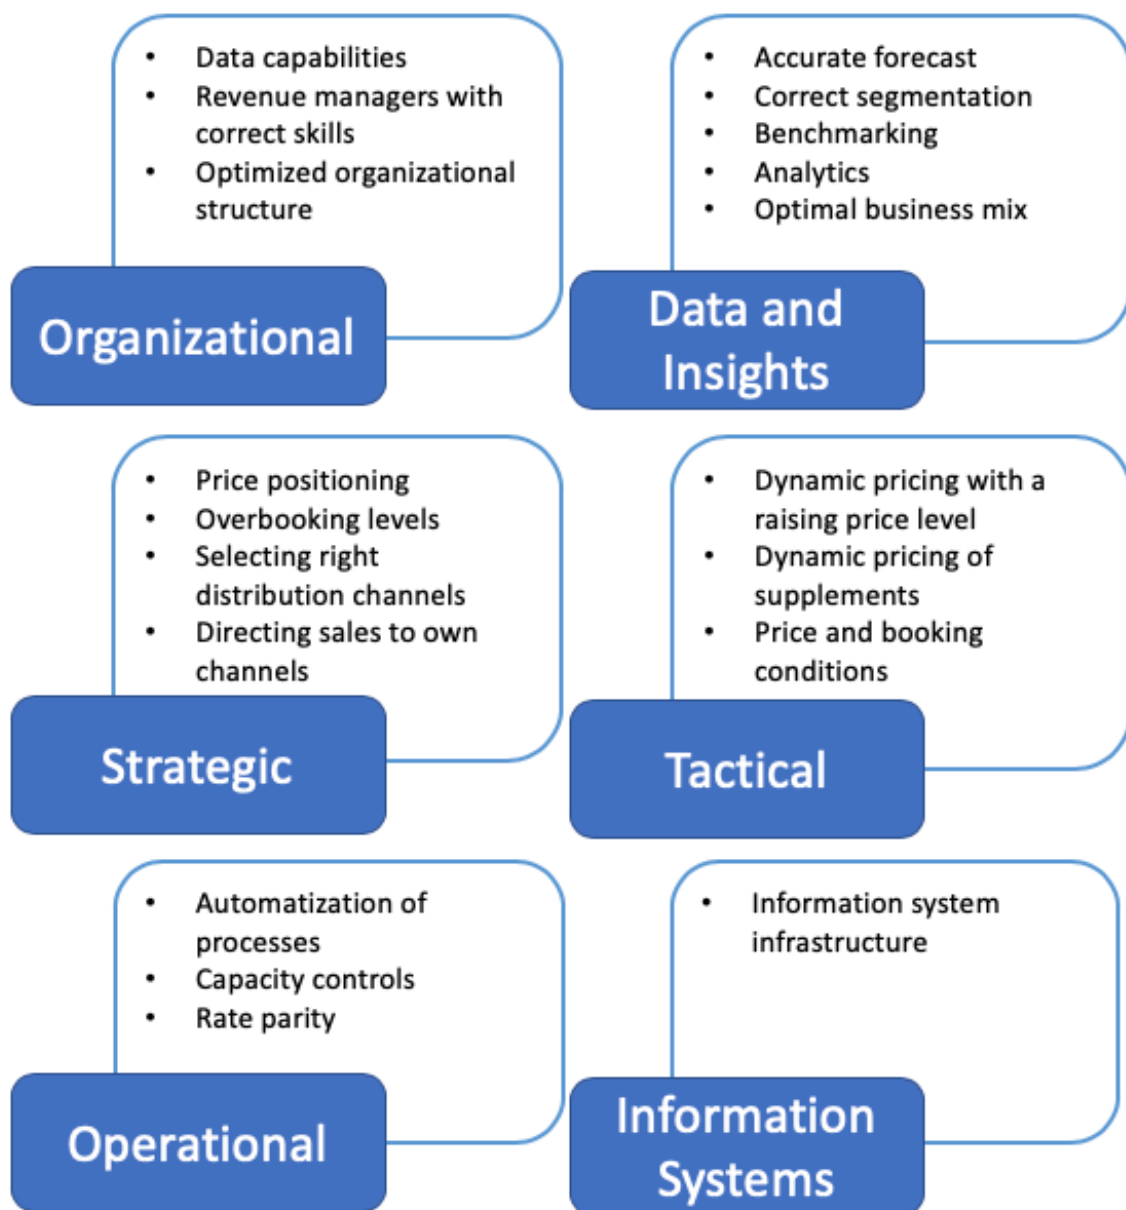 • Data capabilities
• Revenue managers with
correct skills
• Optimized organizational
structure
Organizational
• Accurate forecast
• Correct segmentation
• Benchmarking
• Analytics
• Optimal business mix
Data and
Insights
• Price positioning
• Overbooking levels
• Selecting right
distribution channels
• Directing sales to own
channels
Strategic
• Dynamic pricing with a
raising price level
• Dynamic pricing of
supplements
• Price and booking
conditions
Tactical
• Automatization of
processes
• Capacity controls
• Rate parity
Operational
• Information system
infrastructure
Information
Systems